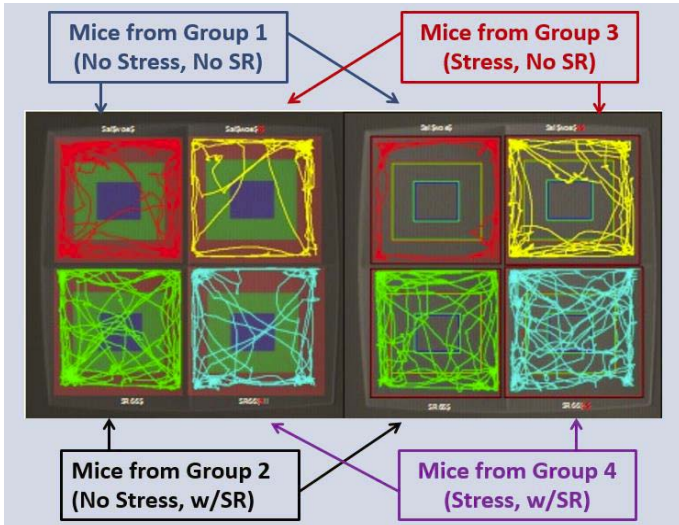 Mice from Group 1
(No Stress, No SR)
Mice from Group 3
(Stress, No SR)
Mice from Group 2
(No Stress, w/SR)
Mice from Group 4
(Stress, w/SR)